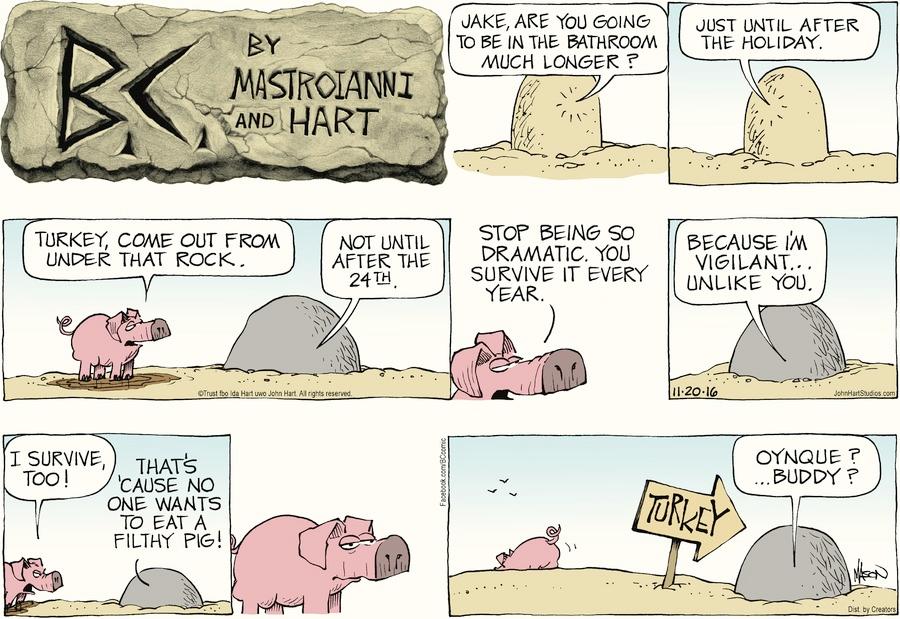 B.C.
BY
MASTROIANNI
AND HART
JAKE, ARE YOU GOING
TO BE IN THE BATHROOM
MUCH LONGER?
JUST UNTIL AFTER
THE HOLIDAY.
TURKEY, COME OUT FROM
UNDER THAT ROCK.
NOT UNTIL
AFTER THE
24TH.
©Trust fbo Ida Hart uwo John Hart. All rights reserved.
STOP BEING SO
DRAMATIC. YOU
SURVIVE IT EVERY
YEAR.
BECAUSE I'M
VIGILANT...
UNLIKE YOU.
11·20·16
JohnHartStudios.com
I SURVIVE,
TOO!
THAT'S
'CAUSE NO
ONE WANTS
TO EAT A
FILTHY PIG!
Facebook.com/BCcomic
TURKEY
OYNQUE?
...BUDDY?
MASON
Dist. by Creators